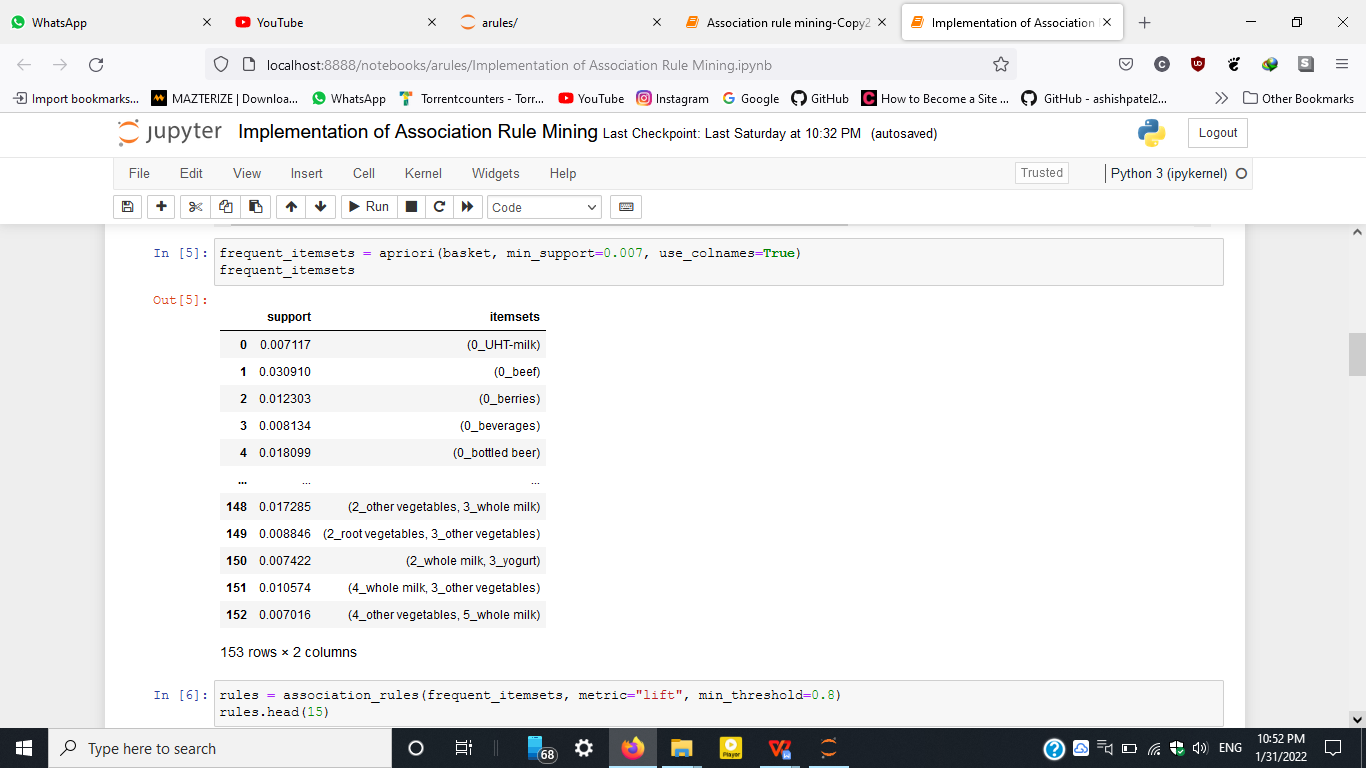 WhatsApp
YouTube
arules/
Association rule mining-Copy2
Implementation of Association
localhost:8888/notebooks/arules/Implementation of Association Rule Mining.ipynb
Import bookmarks... MAZTERIZE | Downloa... WhatsApp Torrentcounters - Torr... YouTube Instagram Google GitHub How to Become a Site ... GitHub - ashishpatel2... Other Bookmarks
jupyter Implementation of Association Rule Mining Last Checkpoint: Last Saturday at 10:32 PM (autosaved)
Logout
File Edit View Insert Cell Kernel Widgets Help
Trusted
Python 3 (ipykernel)
Run
Code
In [5]: frequent_itemsets = apriori(basket, min_support=0.007, use_colnames=True)
frequent_itemsets
Out[5]:
support itemsets
0 0.007117 (0_UHT-milk)
1 0.030910 (0_beef)
2 0.012303 (0_berries)
3 0.008134 (0_beverages)
4 0.018099 (0_bottled beer)
... ... ...
148 0.017285 (2_other vegetables, 3_whole milk)
149 0.008846 (2_root vegetables, 3_other vegetables)
150 0.007422 (2_whole milk, 3_yogurt)
151 0.010574 (4_whole milk, 3_other vegetables)
152 0.007016 (4_other vegetables, 5_whole milk)
153 rows × 2 columns
In [6]: rules = association_rules(frequent_itemsets, metric="lift", min_threshold=0.8)
rules.head(15)
Type here to search
68
Player
ENG
10:52 PM
1/31/2022